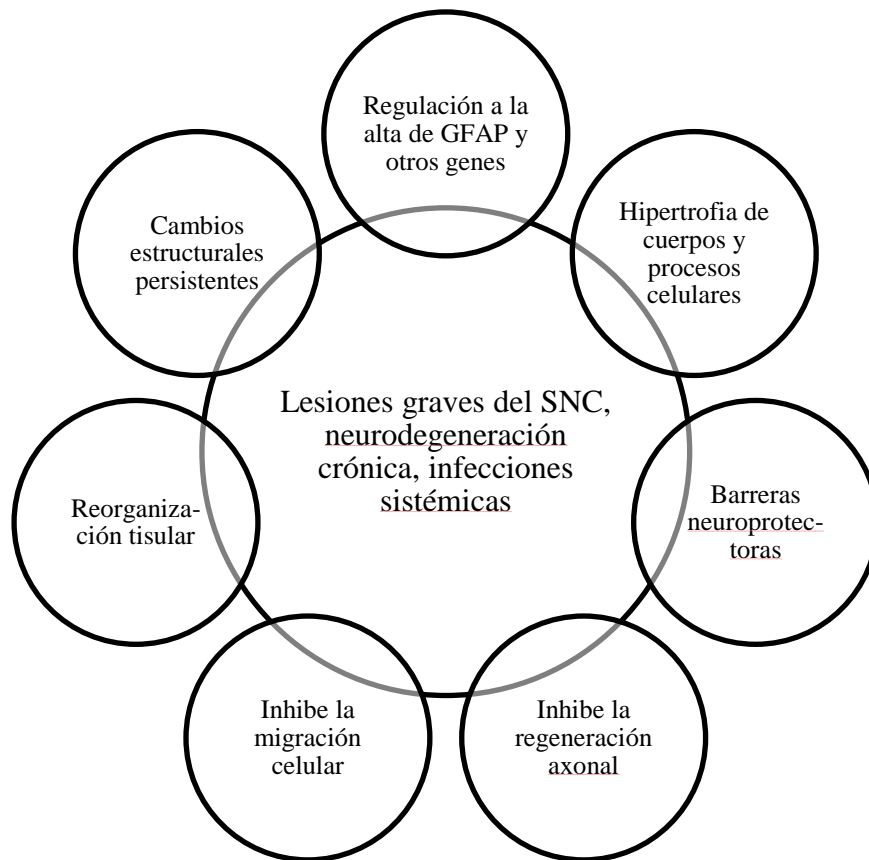 Regulación a la
alta de GFAP y
otros genes
Hipertrofia de
cuerpos y
procesos
celulares
Barreras
neuroprotec-
toras
Inhibe la
regeneración
axonal
Inhibe la
migración
celular
Reorganiza-
ción tisular
Cambios
estructurales
persistentes
Lesiones graves del SNC,
neurodegeneración
crónica, infecciones
sistémicas